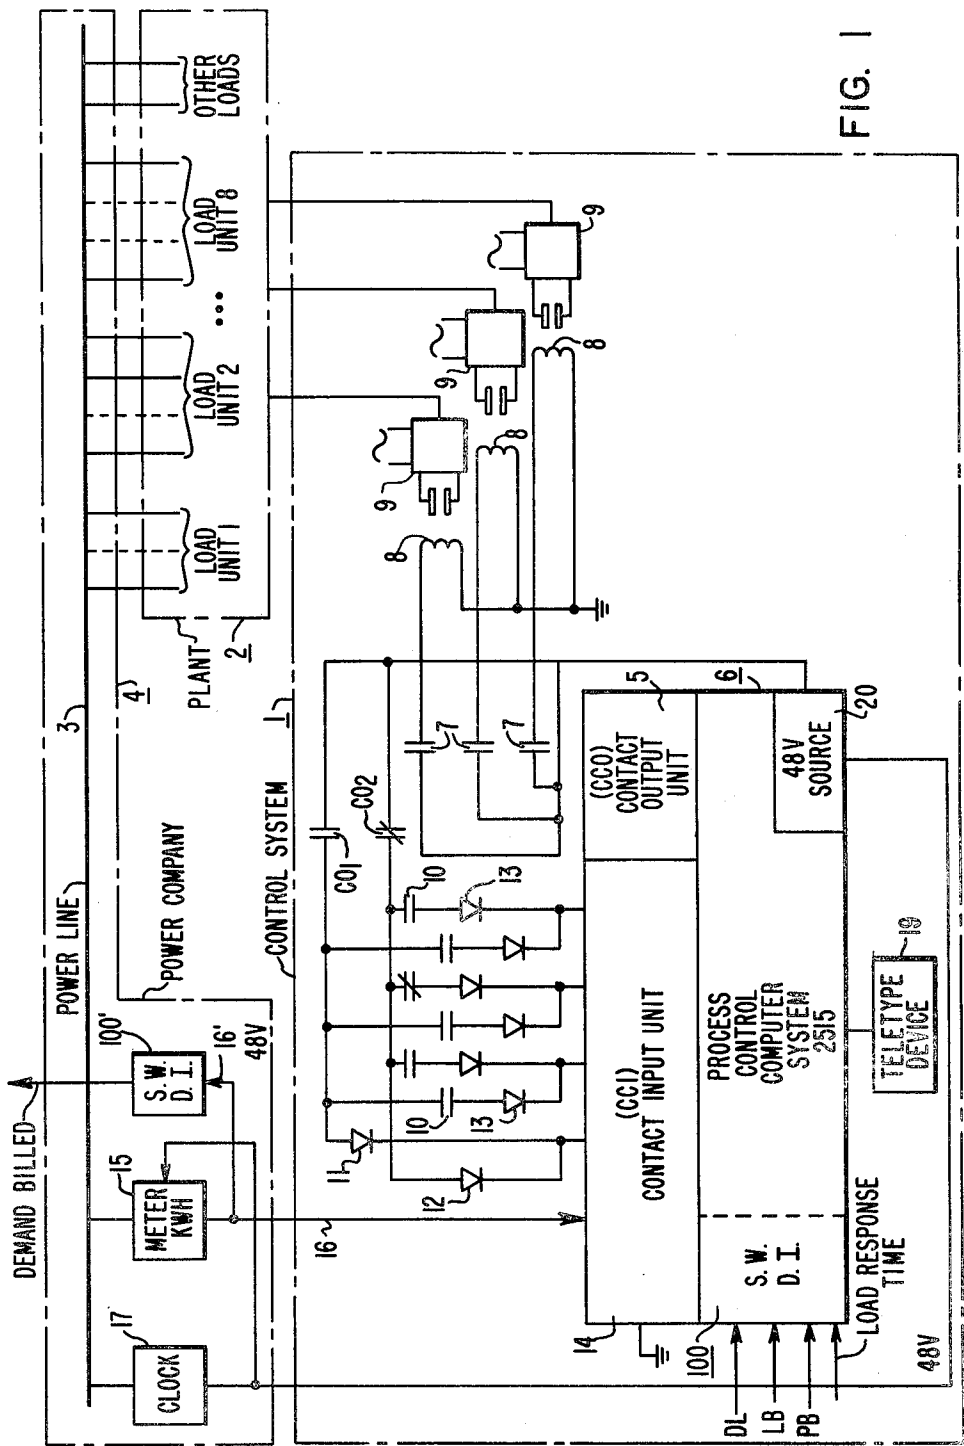 DEMAND BILLED
POWER LINE
3
17
CLOCK
15
METER
KWH
100'
S. W.
D. I.
16'
48V
POWER COMPANY
4
PLANT
2
LOAD
UNIT 1
LOAD
UNIT 2
•••
LOAD
UNIT 8
OTHER
LOADS
CONTROL SYSTEM
1
16
11
12
CO1
CO2
10
13
10
13
7
7
7
8
8
8
9
9
9
14
(CCI)
CONTACT INPUT UNIT
(CCO)
CONTACT
OUTPUT
UNIT
5
6
100
S. W.
D. I.
PROCESS
CONTROL
COMPUTER
SYSTEM
2515
48V
SOURCE
20
DL
LB
PB
LOAD RESPONSE
TIME
TELETYPE
DEVICE
19
48V
FIG. 1